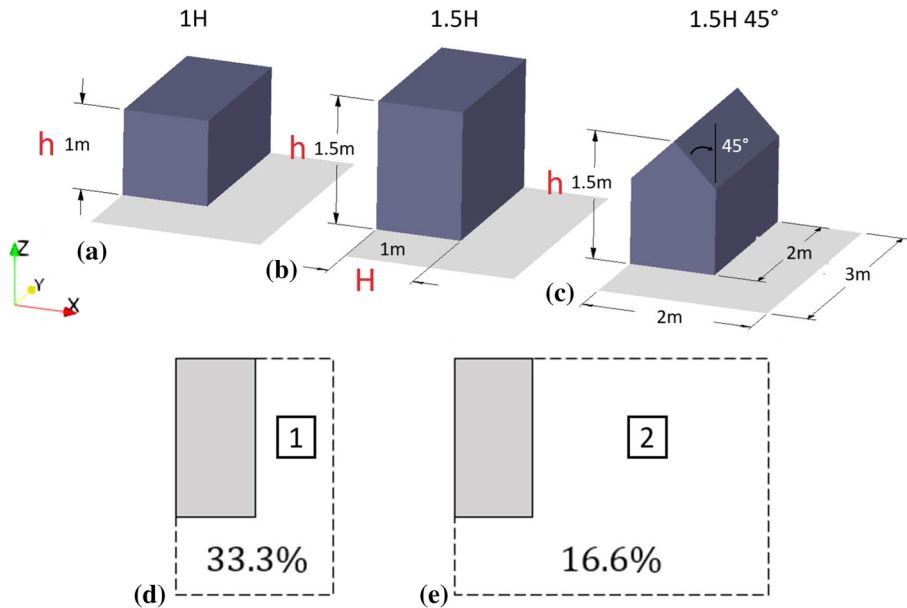 1H
1.5H
1.5H 45°
h 1m
h 1.5m
h 1.5m
45°
(a)
(b)
(c)
1m
H
2m
3m
2m
Z
Y
X
1
2
33.3%
16.6%
(d)
(e)